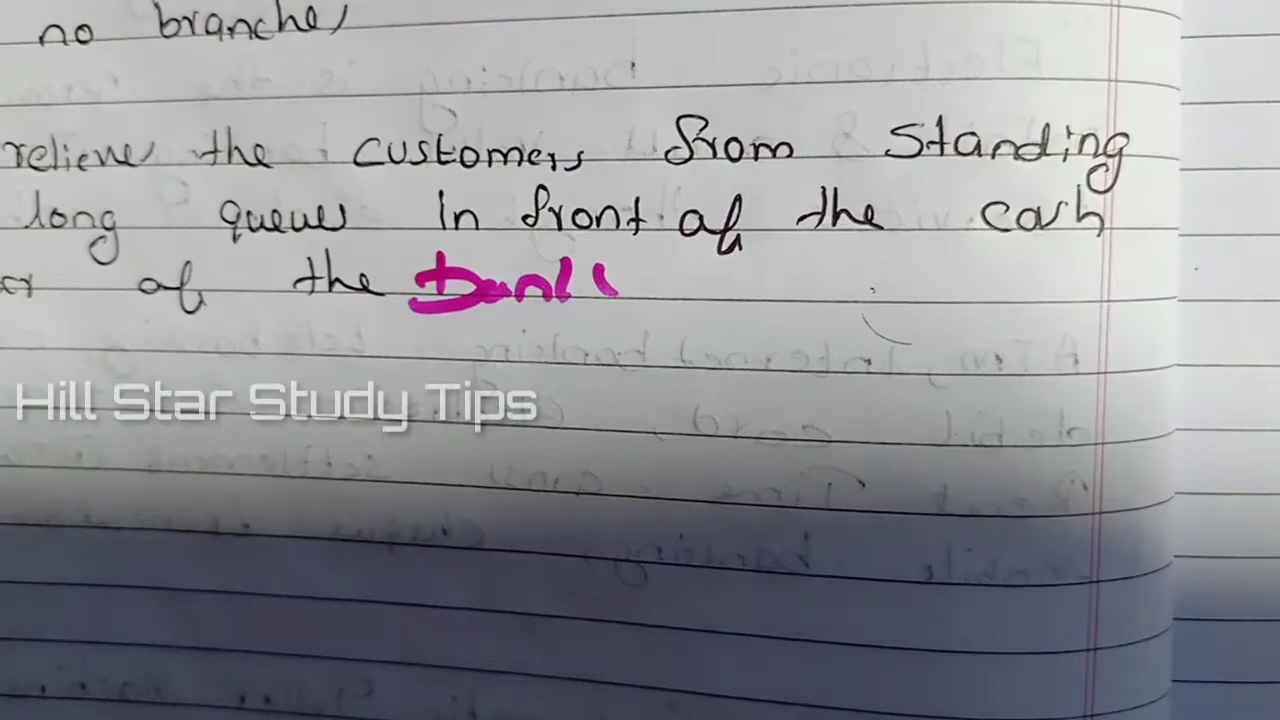 no branches
relieve the customers from Standing
long queues in front of the cash
of the
Hill Star Study Tips